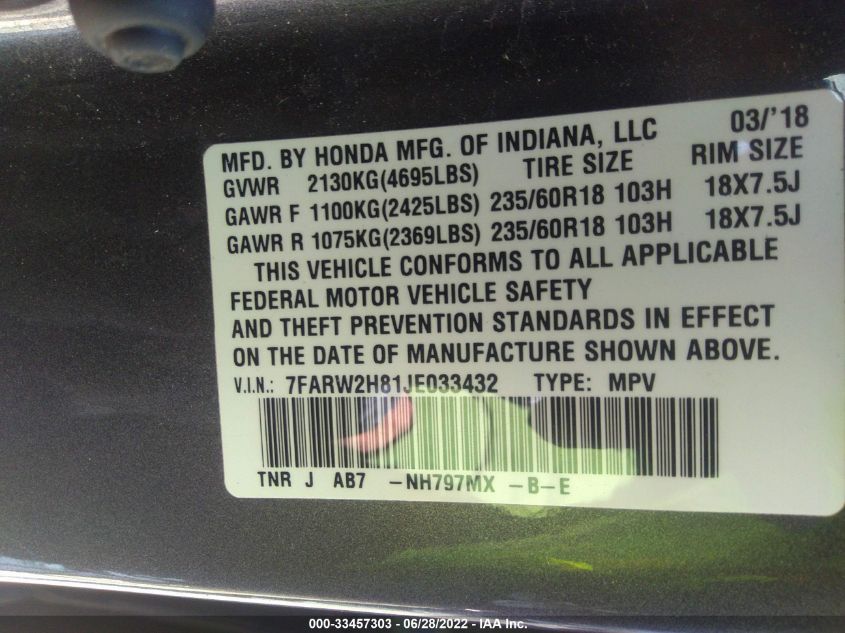 MFD. BY HONDA MFG. OF INDIANA, LLC 03/'18
GVWR 2130KG(4695LBS) TIRE SIZE RIM SIZE
GAWR F 1100KG(2425LBS) 235/60R18 103H 18X7.5J
GAWR R 1075KG(2369LBS) 235/60R18 103H 18X7.5J
THIS VEHICLE CONFORMS TO ALL APPLICABLE
FEDERAL MOTOR VEHICLE SAFETY
AND THEFT PREVENTION STANDARDS IN EFFECT
ON THE DATE OF MANUFACTURE SHOWN ABOVE.
V.I.N.: 7FARW2H81JE033432 TYPE: MPV
TNR J AB7 -NH797MX -B-E
000-33457303 - 06/28/2022 - IAA Inc.